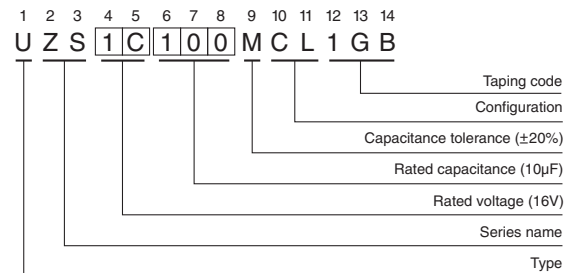 1 2 3 4 5 6 7 8 9 10 11 12 13 14
U Z S 1 C 1 0 0 M C L 1 G B
Taping code
Configuration
Capacitance tolerance (±20%)
Rated capacitance (10µF)
Rated voltage (16V)
Series name
Type